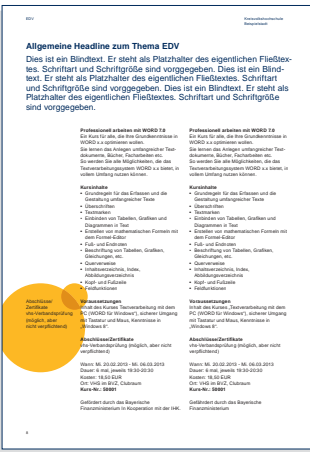 EDV
Kreisvolkshochschule
Beispielstadt
Allgemeine Headline zum Thema EDV
Dies ist ein Blindtext. Er steht als Platzhalter des eigentlichen Fließtex-
tes. Schriftart und Schriftgröße sind vorggegeben. Dies ist ein Blind-
text. Er steht als Platzhalter des eigentlichen Fließtextes. Schriftart
und Schriftgröße sind vorggegeben. Dies ist ein Blindtext. Er steht als
Platzhalter des eigentlichen Fließtextes. Schriftart und Schriftgröße
sind vorggegeben.
Professionell arbeiten mit WORD 7.0
Ein Kurs für alle, die Ihre Grundkenntnisse in
WORD x.x optimieren wollen.
Sie lernen das Anlegen umfangreicher Text-
dokumente, Bücher, Facharbeiten etc.
So werden Sie alle Möglichkeiten, die das
Textverarbeitungssystem WORD x.x bietet, in
vollem Umfang nutzen können.
Kursinhalte
• Grundregeln für das Erfassen und die
Gestaltung umfangreicher Texte
• Überschriften
• Textmarken
• Einbinden von Tabellen, Grafiken und
Diagrammen in Text
• Erstellen von mathematischen Formeln mit
dem Formel-Editor
• Fuß- und Endnoten
• Beschriftung von Tabellen, Grafiken,
Gleichungen, etc.
• Querverweise
• Inhaltsverzeichnis, Index,
Abbildungsverzeichnis
• Kopf- und Fußzeile
• Feldfunktionen
Abschlüsse/
Zertifikate
vhs-Verbandsprüfung
(möglich, aber
nicht verpflichtend)
Voraussetzungen
Inhalt des Kurses „Textverarbeitung mit dem
PC (WORD für Windows“), sicherer Umgang
mit Tastatur und Maus, Kenntnisse in
„Windows 8“.
Abschlüsse/Zertifikate
vhs-Verbandsprüfung (möglich, aber nicht
verpflichtend)
Wann: Mi. 20.02.2013 - Mi. 06.03.2013
Dauer: 6 mal, jeweils 18:30-20:30
Kosten: 18,50 EUR
Ort: VHS im BVZ, Clubraum
Kurs-Nr.: 50001
Gefördert durch das Bayerische
Finanzministerium In Kooperation mit der IHK.
Professionell arbeiten mit WORD 7.0
Ein Kurs für alle, die Ihre Grundkenntnisse in
WORD x.x optimieren wollen.
Sie lernen das Anlegen umfangreicher Text-
dokumente, Bücher, Facharbeiten etc.
So werden Sie alle Möglichkeiten, die das
Textverarbeitungssystem WORD x.x bietet, in
vollem Umfang nutzen können.
Kursinhalte
• Grundregeln für das Erfassen und die
Gestaltung umfangreicher Texte
• Überschriften
• Textmarken
• Einbinden von Tabellen, Grafiken und
Diagrammen in Text
• Erstellen von mathematischen Formeln mit
dem Formel-Editor
• Fuß- und Endnoten
• Beschriftung von Tabellen, Grafiken,
Gleichungen, etc.
• Querverweise
• Inhaltsverzeichnis, Index,
Abbildungsverzeichnis
• Kopf- und Fußzeile
• Feldfunktionen
Voraussetzungen
Inhalt des Kurses „Textverarbeitung mit dem
PC (WORD für Windows“), sicherer Umgang
mit Tastatur und Maus, Kenntnisse in
„Windows 8“.
Abschlüsse/Zertifikate
vhs-Verbandsprüfung (möglich, aber nicht
verpflichtend)
Wann: Mi. 20.02.2013 - Mi. 06.03.2013
Dauer: 6 mal, jeweils 18:30-20:30
Kosten: 18,50 EUR
Ort: VHS im BVZ, Clubraum
Kurs-Nr.: 50001
Gefördert durch das Bayerische
Finanzministerium